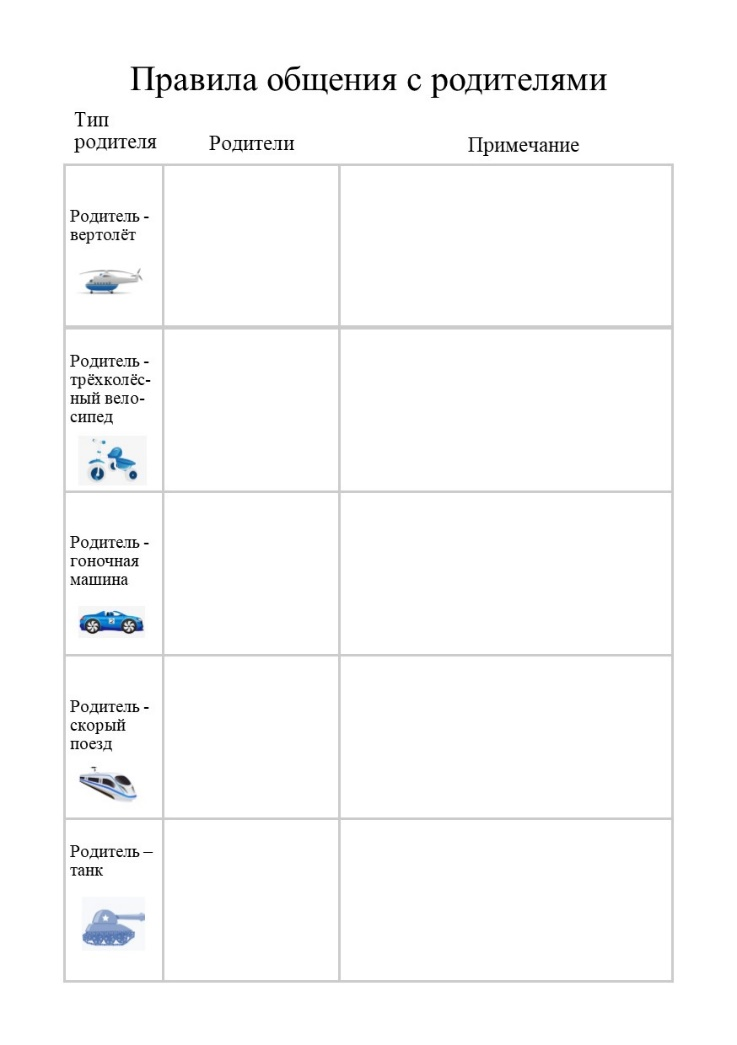 Правила общения с родителями
Тип
родителя
Родители
Примечание
Родитель -
вертолёт
Родитель -
трёхколёс-
ный вело-
сипед
Родитель -
гоночная
машина
Родитель -
скорый
поезд
Родитель –
танк